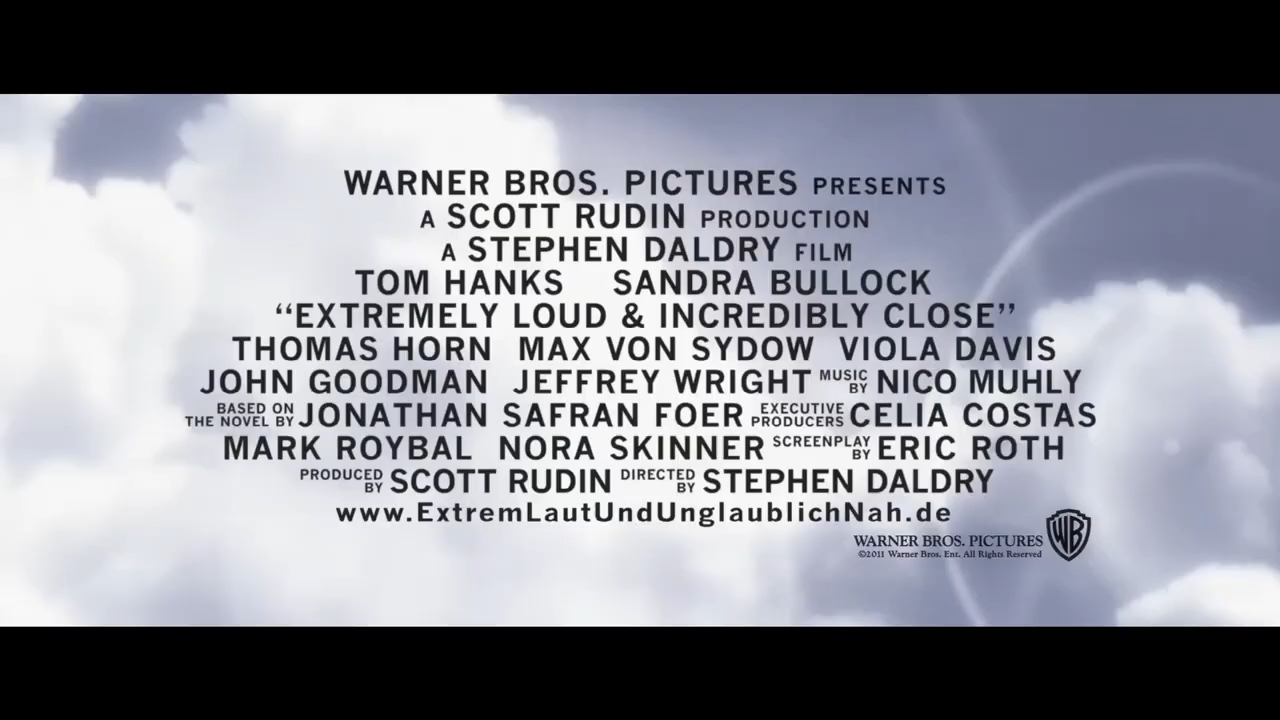 WARNER BROS. PICTURES PRESENTS
A SCOTT RUDIN PRODUCTION
A STEPHEN DALDRY FILM
TOM HANKS SANDRA BULLOCK
“EXTREMELY LOUD & INCREDIBLY CLOSE”
THOMAS HORN MAX VON SYDOW VIOLA DAVIS
JOHN GOODMAN JEFFREY WRIGHT MUSIC BY NICO MUHLY
BASED ON THE NOVEL BY JONATHAN SAFRAN FOER EXECUTIVE PRODUCERS CELIA COSTAS
MARK ROYBAL NORA SKINNER SCREENPLAY BY ERIC ROTH
PRODUCED BY SCOTT RUDIN DIRECTED BY STEPHEN DALDRY
www.ExtremLautUndUnglaublichNah.de
WARNER BROS. PICTURES WB
©2011 Warner Bros. Ent. All Rights Reserved